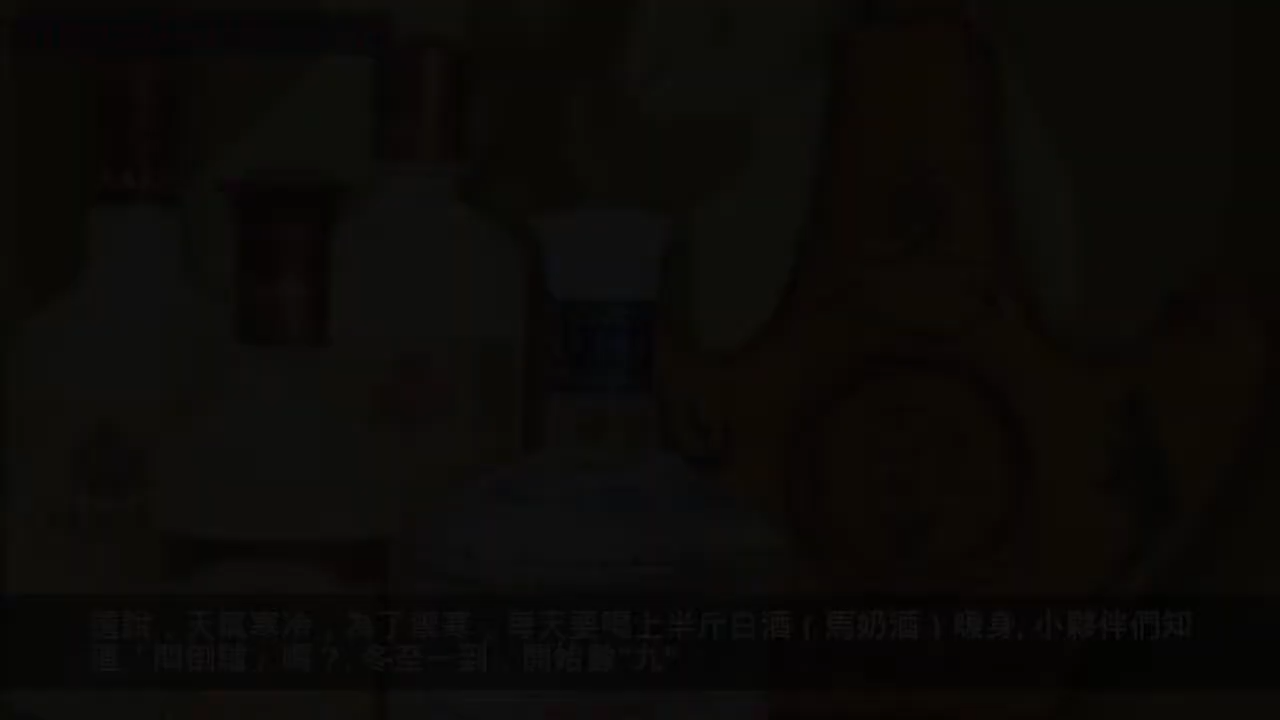 據說，天氣寒冷，為了禦寒，每天要喝上半斤白酒（馬奶酒）暖身.小夥伴們知
道“悶倒驢”嗎？.冬至一到，開始數“九”